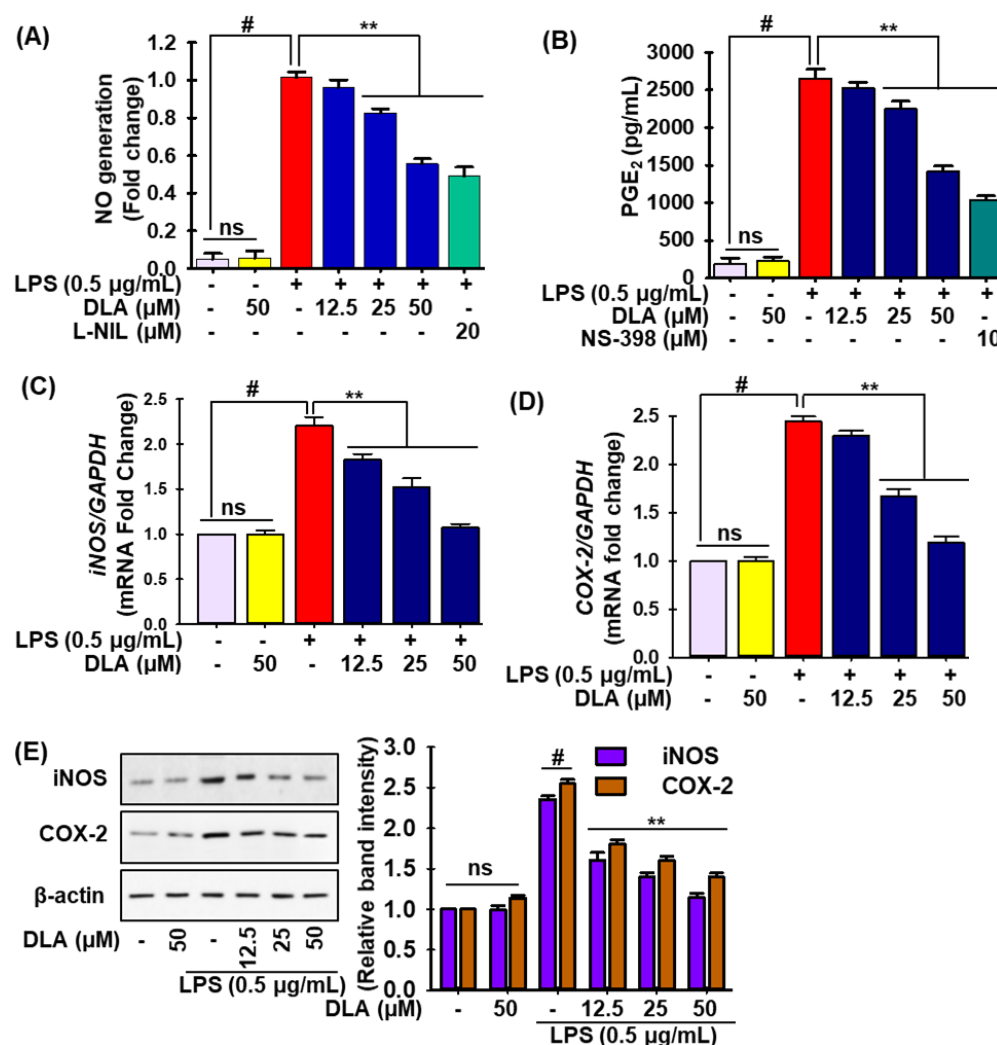 (A)
NO generation
(Fold change)
1.2
1.0
0.8
0.6
0.4
0.2
0.0
#
**
ns
LPS (0.5 µg/mL) - - + + + + +
DLA (µM) - 50 - 12.5 25 50 -
L-NIL (µM) - - - - - - 20
(B)
PGE2 (pg/mL)
3000
2500
2000
1500
1000
500
0
#
**
ns
LPS (0.5 µg/mL) - - + + + + +
DLA (µM) - 50 - 12.5 25 50 -
NS-398 (µM) - - - - - - 10
(C)
iNOS/GAPDH
(mRNA Fold Change)
2.5
2.0
1.5
1.0
0.5
0.0
#
**
ns
LPS (0.5 µg/mL) - - + + + +
DLA (µM) - 50 - 12.5 25 50
(D)
COX-2/GAPDH
(mRNA fold change)
2.5
2.0
1.5
1.0
0.5
0.0
#
**
ns
LPS (0.5 µg/mL) - - + + + +
DLA (µM) - 50 - 12.5 25 50
(E)
iNOS
COX-2
β-actin
DLA (µM) - 50 - 12.5 25 50
LPS (0.5 µg/mL)
(Relative band intensity)
3.0
2.5
2.0
1.5
1.0
0.5
0.0
#
iNOS
COX-2
**
ns
DLA (µM) - 50 - 12.5 25 50
LPS (0.5 µg/mL)